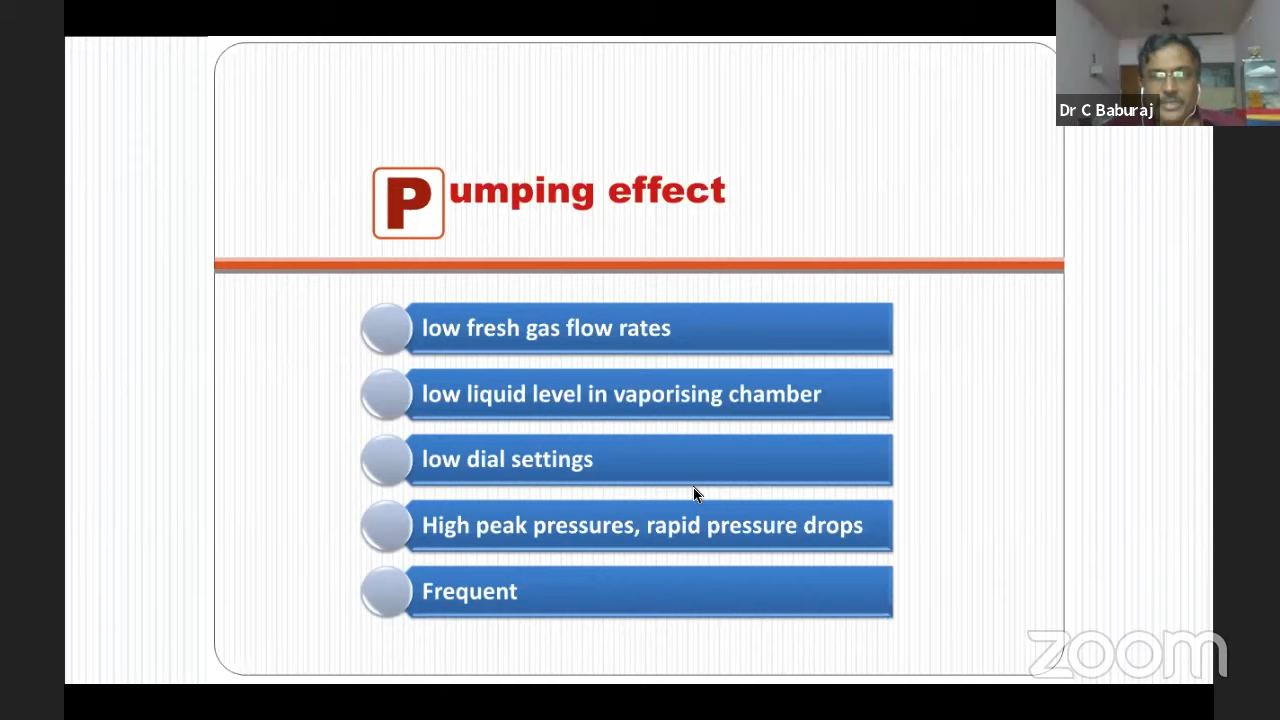 Dr C Baburaj
Pumping effect
low fresh gas flow rates
low liquid level in vaporising chamber
low dial settings
High peak pressures, rapid pressure drops
Frequent
zoom